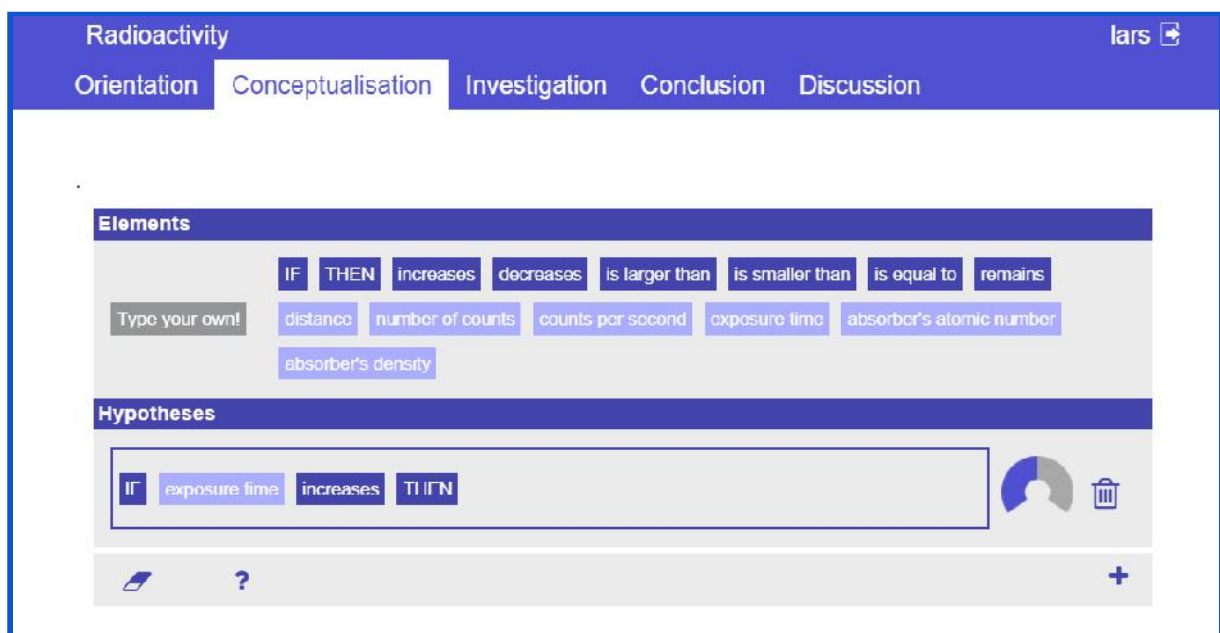 Radioactivity lars
Orientation Conceptualisation Investigation Conclusion Discussion
.
Elements
IF THEN increases decreases is larger than is smaller than is equal to remains
Type your own! distance number of counts counts per second exposure time absorber's atomic number
absorber's density
Hypotheses
IF exposure time increases THEN
? +